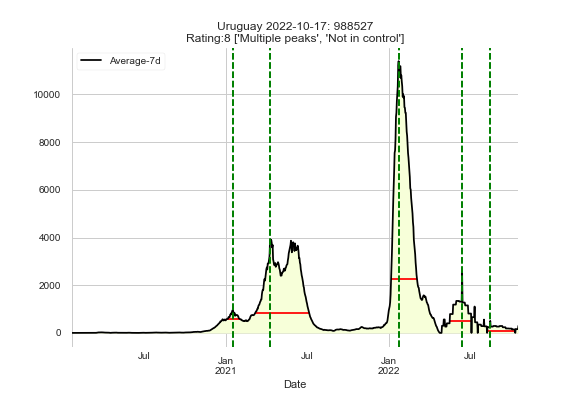 Uruguay 2022-10-17: 988527
Rating:8 ['Multiple peaks', 'Not in control']
Average-7d
10000
8000
6000
4000
2000
0
Jul
Jan
2021
Jul
Jan
2022
Jul
Date